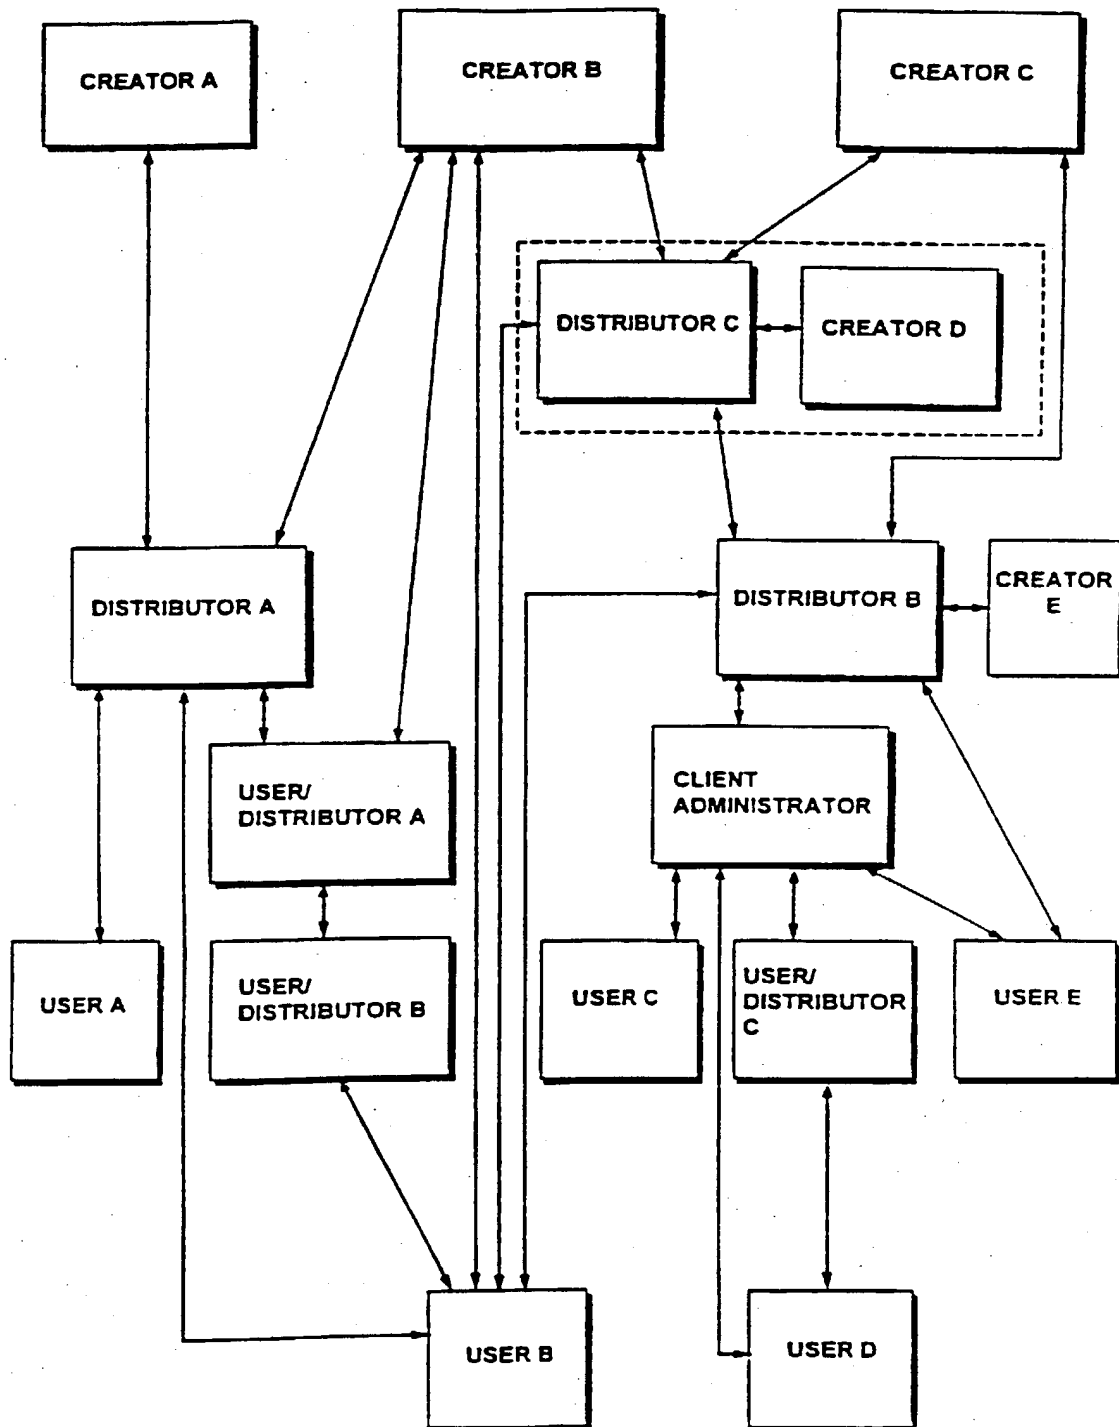 CREATOR A
CREATOR B
CREATOR C
DISTRIBUTOR C
CREATOR D
DISTRIBUTOR A
DISTRIBUTOR B
CREATOR
E
USER/
DISTRIBUTOR A
CLIENT
ADMINISTRATOR
USER A
USER/
DISTRIBUTOR B
USER C
USER/
DISTRIBUTOR
C
USER E
USER B
USER D